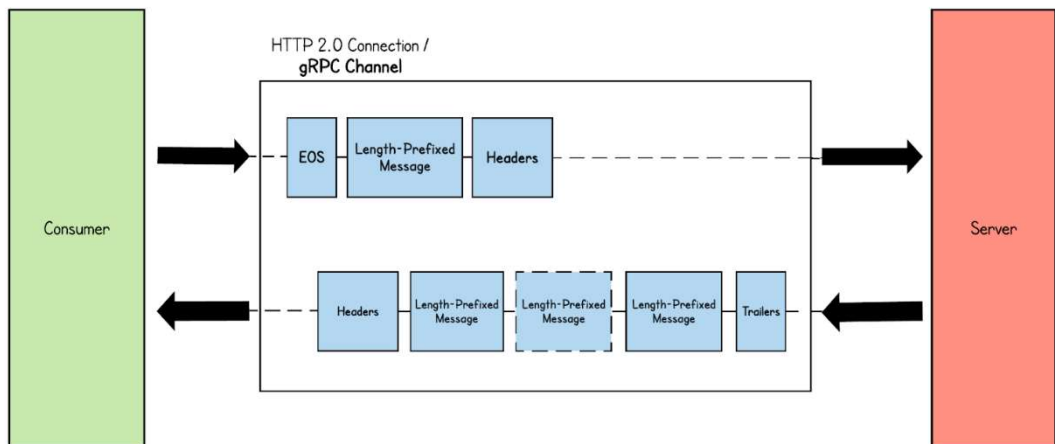 HTTP 2.0 Connection /
gRPC Channel
EOS
Length-Prefixed
Message
Headers
Consumer
Server
Headers
Length-Prefixed
Message
Length-Prefixed
Message
Length-Prefixed
Message
Trailers